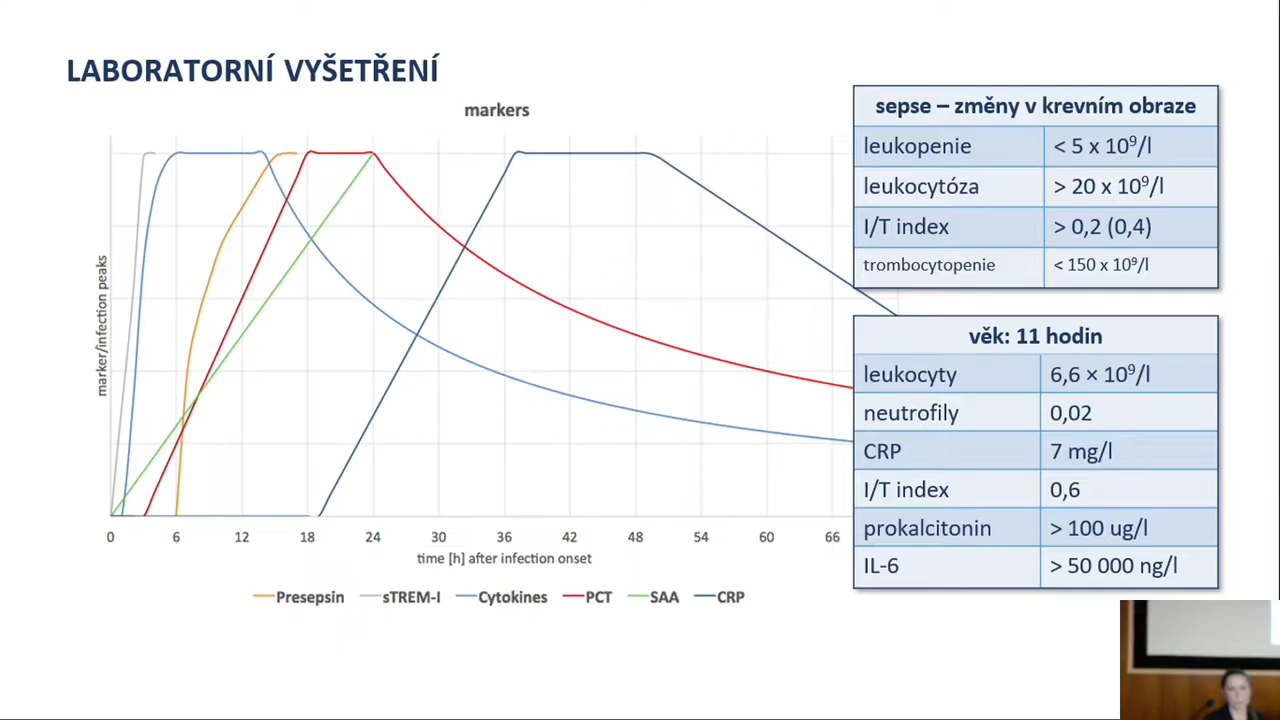 LABORATORNÍ VYŠETŘENÍ
markers
marker/infection peaks
0 6 12 18 24 30 36 42 48 54 60 66
time [h] after infection onset
Presepsin sTREM-I Cytokines PCT SAA CRP
sepse – změny v krevním obraze
leukopenie < 5 x 10⁹/l
leukocytóza > 20 x 10⁹/l
I/T index > 0,2 (0,4)
trombocytopenie < 150 x 10⁹/l
věk: 11 hodin
leukocyty 6,6 × 10⁹/l
neutrofily 0,02
CRP 7 mg/l
I/T index 0,6
prokalcitonin > 100 ug/l
IL-6 > 50 000 ng/l